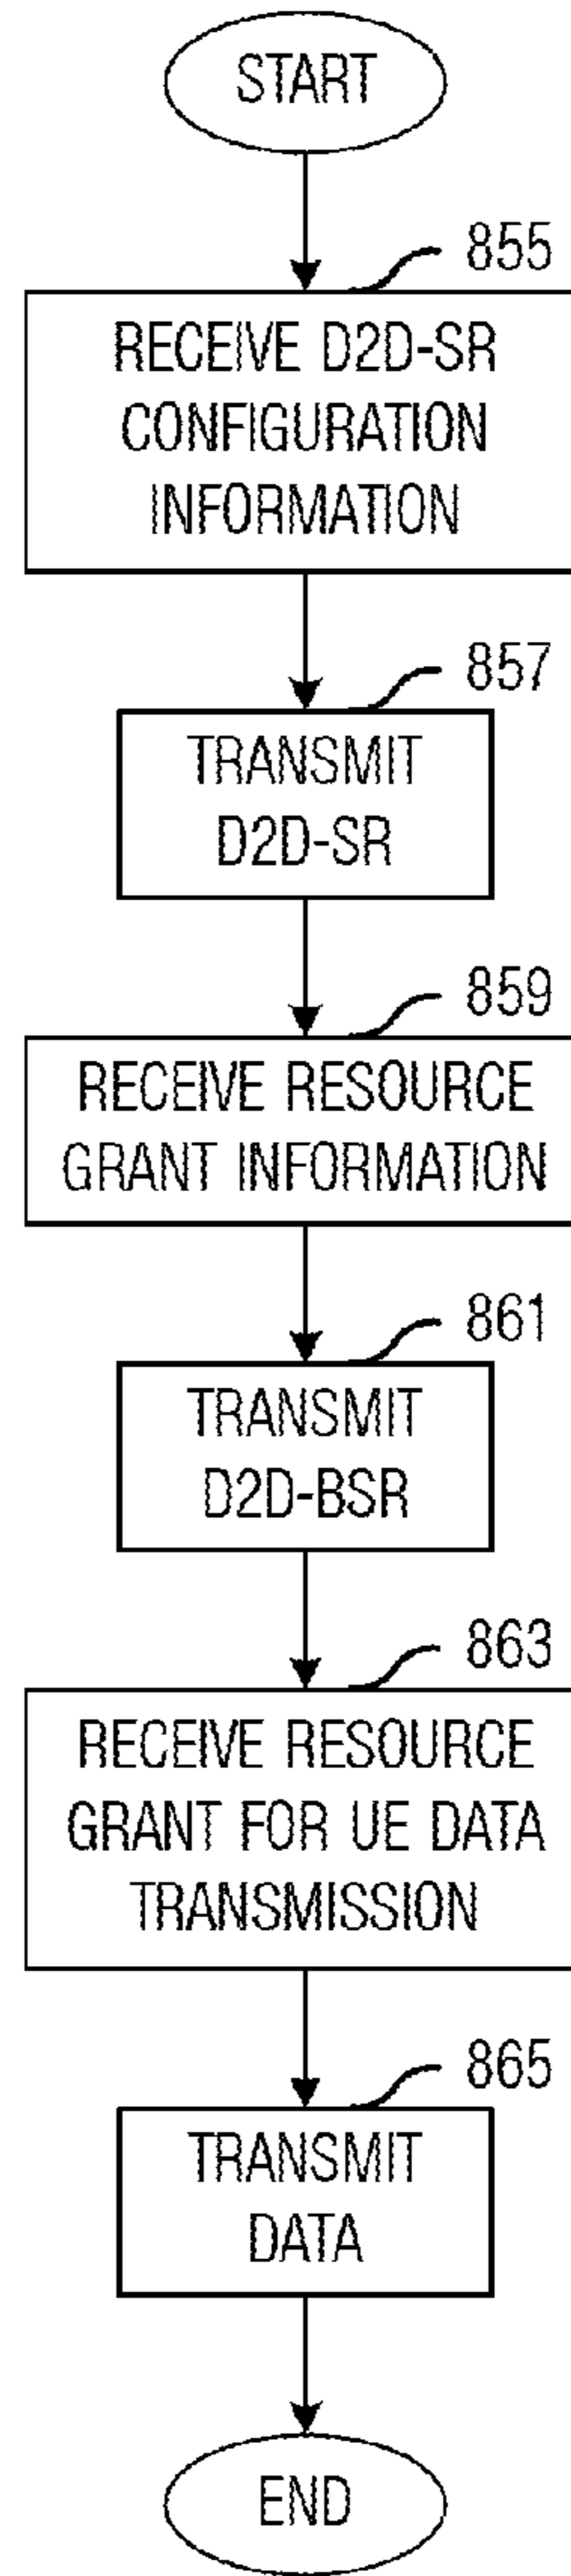 START
855
RECEIVE D2D-SR
CONFIGURATION
INFORMATION
857
TRANSMIT
D2D-SR
859
RECEIVE RESOURCE
GRANT INFORMATION
861
TRANSMIT
D2D-BSR
863
RECEIVE RESOURCE
GRANT FOR UE DATA
TRANSMISSION
865
TRANSMIT
DATA
END